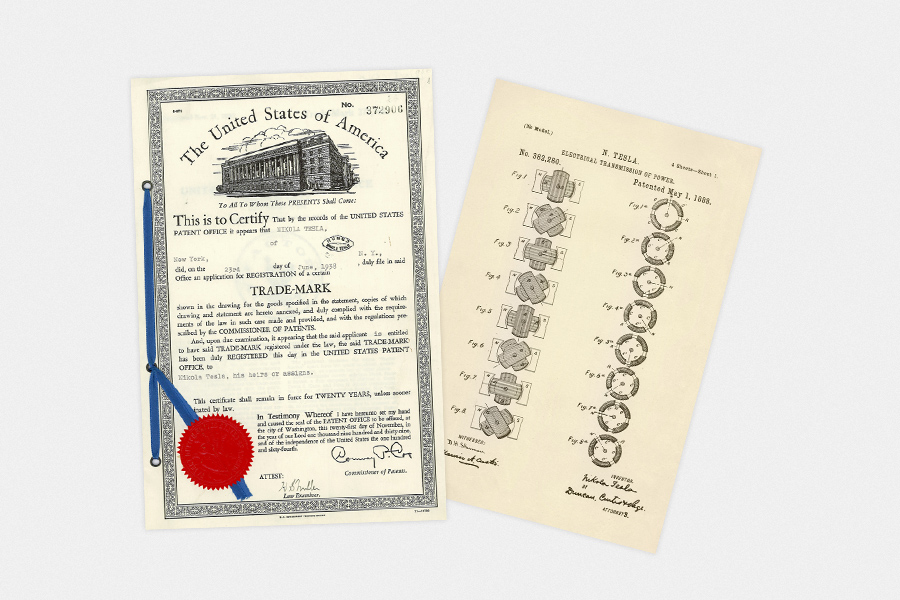 No.
372906
The United States of America
To All To Whom These PRESENTS Shall Come:
This is to Certify That by the records of the UNITED STATES
PATENT OFFICE it appears that NIKOLA TESLA,
of
New York, N. Y.,
did, on the 23rd day of June, 1938, duly file in said
Office an application for REGISTRATION of a certain
TRADE-MARK
shown in the drawing for the goods specified in the statement, copies of which
drawing and statement are hereto annexed, and duly complied with the require-
ments of the law in such case made and provided, and with the regulations pre-
scribed by the COMMISSIONER OF PATENTS.
And, upon due examination, it appearing that the said applicant is entitled
to have said TRADE-MARK registered under the law, the said TRADE-MARK
has been duly REGISTERED this day in the UNITED STATES PATENT
OFFICE, to
Nikola Tesla, his heirs or assigns.
This certificate shall remain in force for TWENTY YEARS, unless sooner
inated by law.
In Testimony Whereof I have hereunto set my hand
and caused the seal of the PATENT OFFICE to be affixed, at
the city of Washington, this twenty-first day of November, in
the year of our Lord one thousand nine hundred and thirty-nine,
and of the independence of the United States the one hundred
and sixty-fourth.
Commissioner of Patents.
ATTEST:
Law Examiner.
(No Model.)
4 Sheets—Sheet 1.
N. TESLA.
ELECTRICAL TRANSMISSION OF POWER.
No. 382,280.
Patented May 1, 1888.
Fig. 1
Fig. 1ª
Fig. 2
Fig. 2ª
Fig. 3
Fig. 3ª
Fig. 4
Fig. 4ª
Fig. 5
Fig. 5ª
Fig. 6
Fig. 6ª
Fig. 7
Fig. 7ª
Fig. 8
Fig. 8ª
WITNESSES:
INVENTOR.
Nikola Tesla
Duncan, Curtis & Page.
ATTORNEYS.